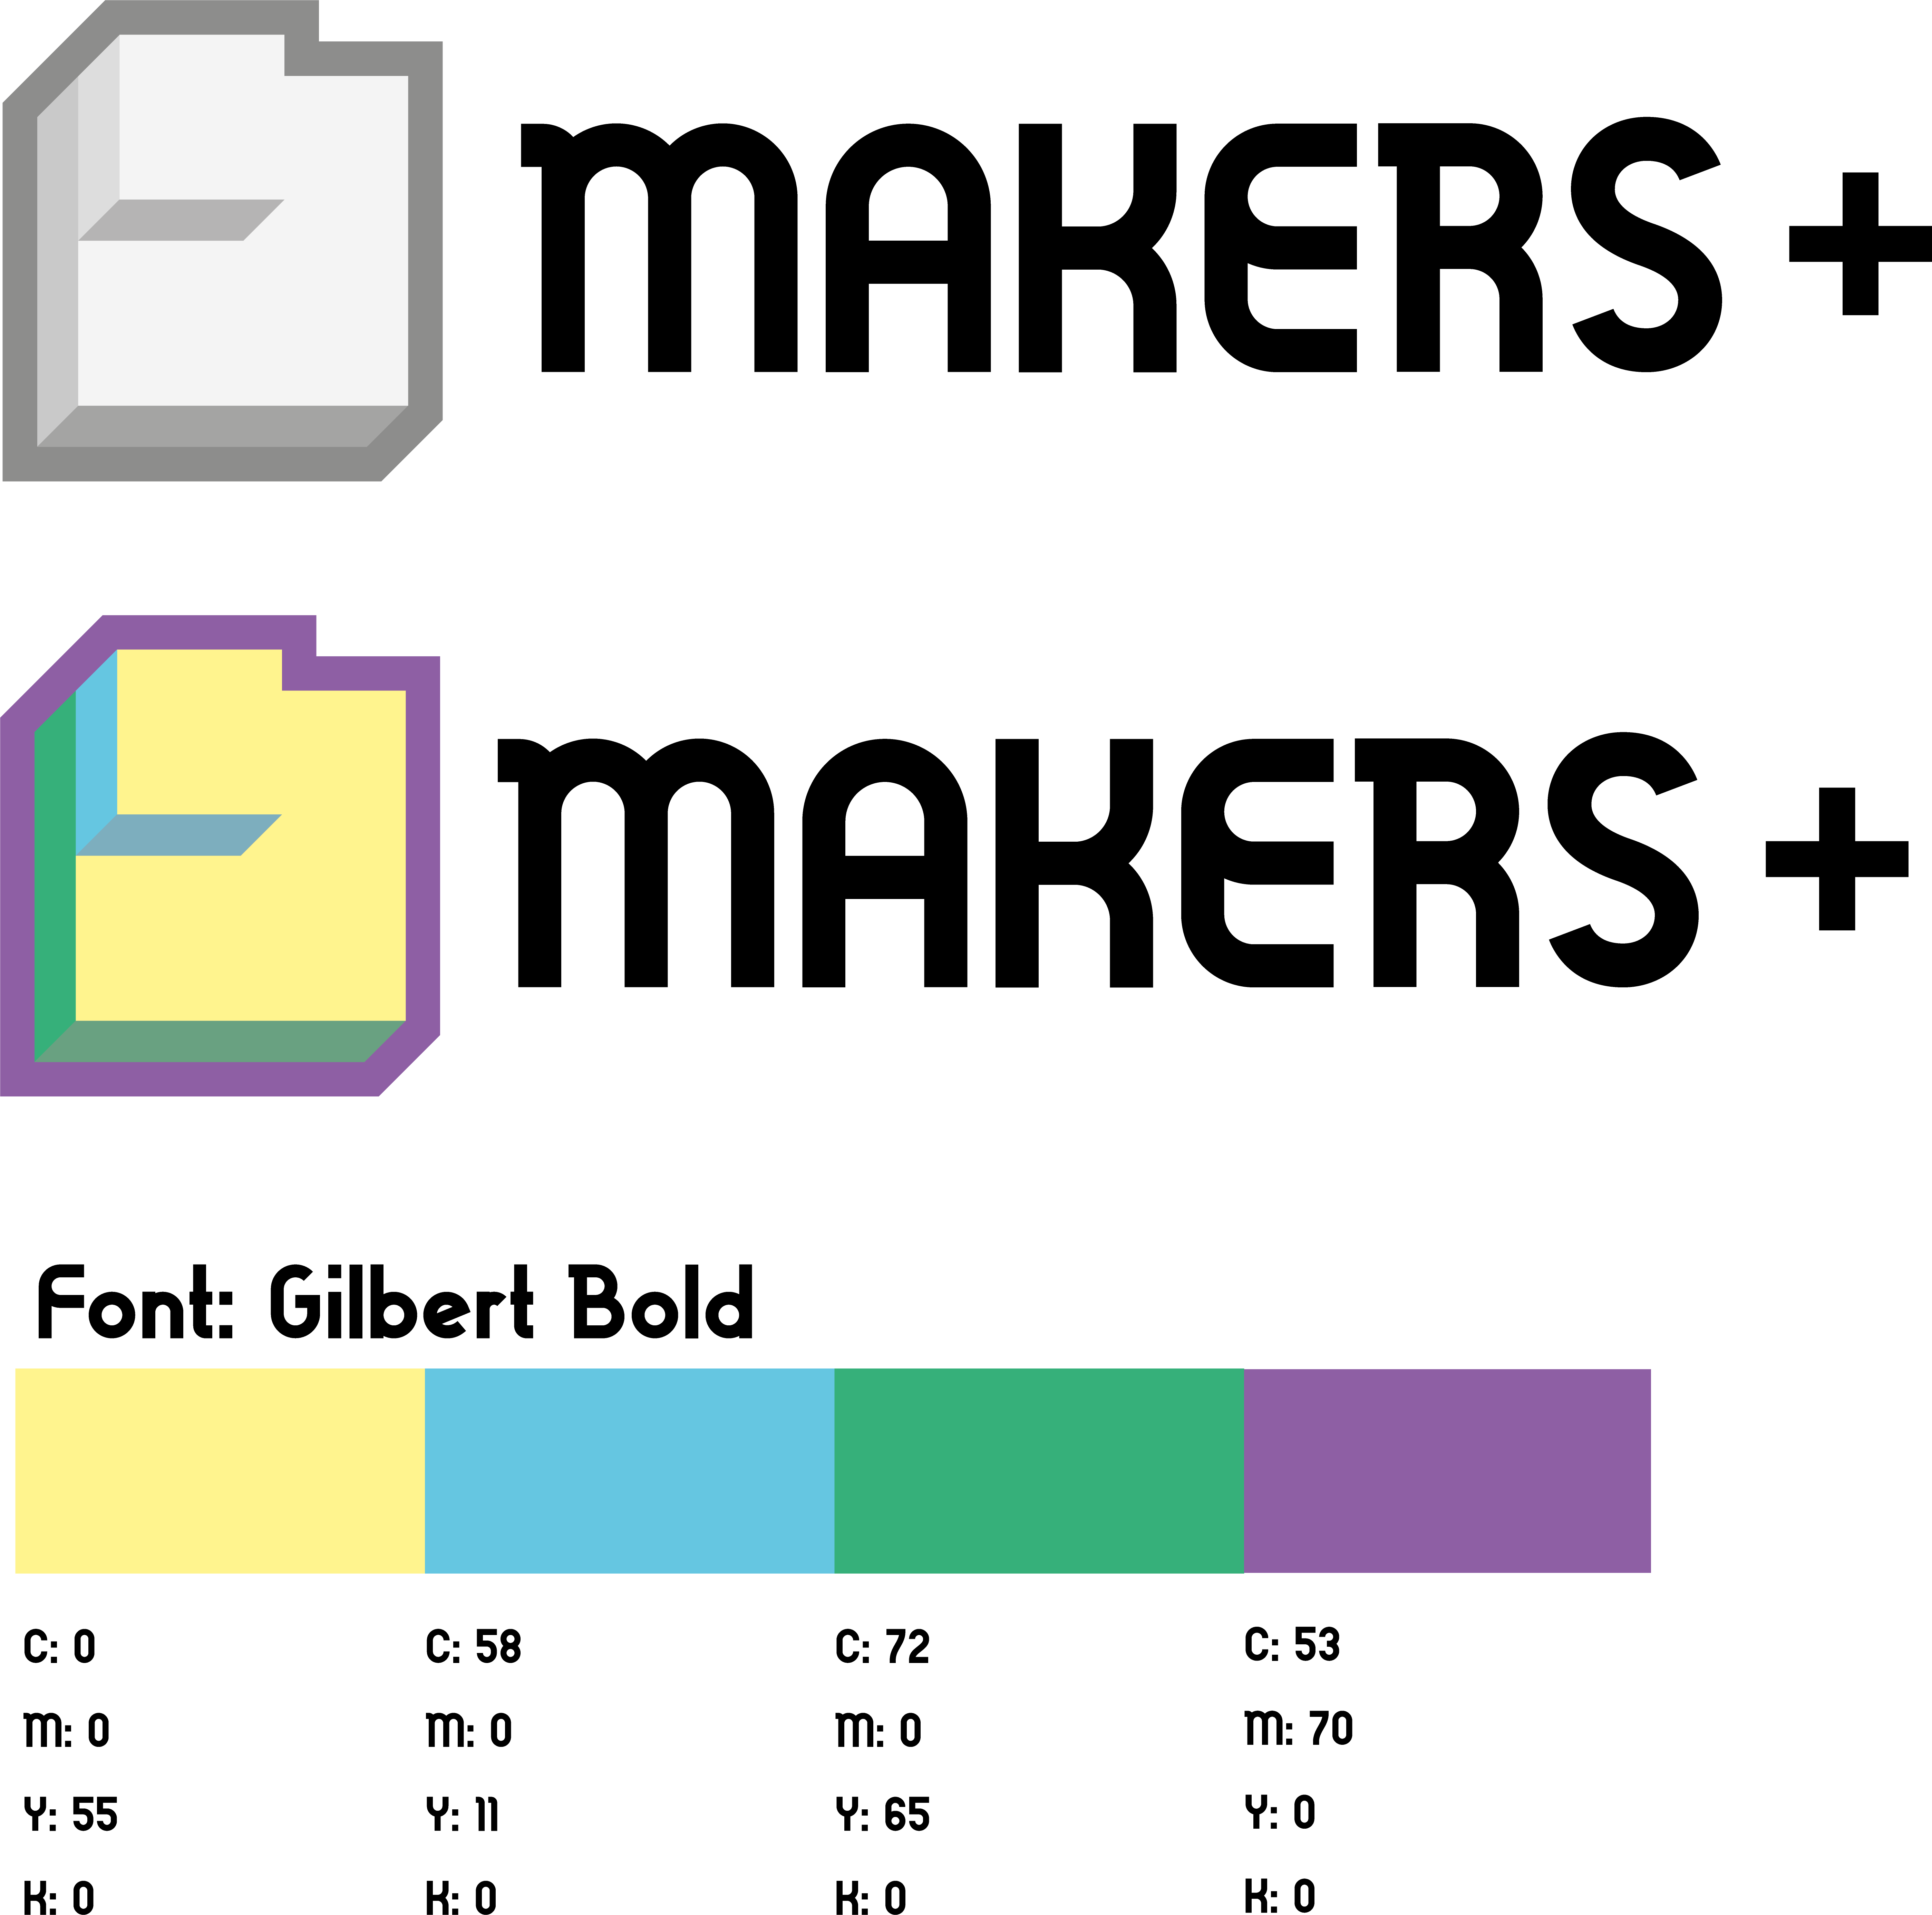 MAKERS +
MAKERS +
Font: Gilbert Bold
C: 0 C: 58 C: 72 C: 53
M: 0 M: 0 M: 0 M: 70
Y: 55 Y: 11 Y: 65 Y: 0
K: 0 K: 0 K: 0 K: 0